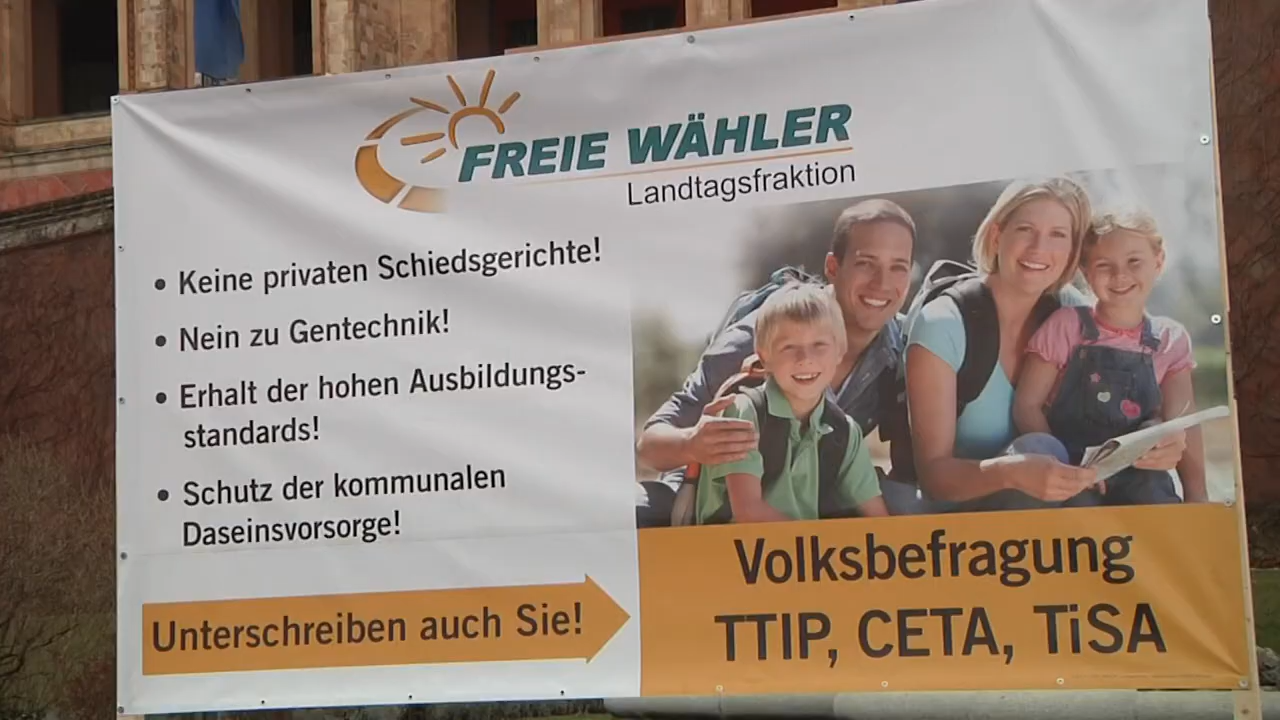 FREIE WÄHLER
Landtagsfraktion
• Keine privaten Schiedsgerichte!
• Nein zu Gentechnik!
• Erhalt der hohen Ausbildungs-
standards!
• Schutz der kommunalen
Daseinsvorsorge!
Unterschreiben auch Sie!
Volksbefragung
TTIP, CETA, TiSA